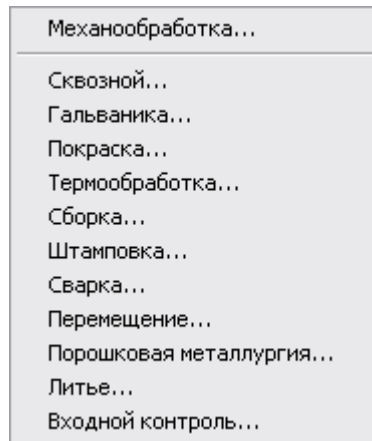 Механообработка...
Сквозной...
Гальваника...
Покраска...
Термообработка...
Сборка...
Штамповка...
Сварка...
Перемещение...
Порошковая металлургия...
Литье...
Входной контроль...